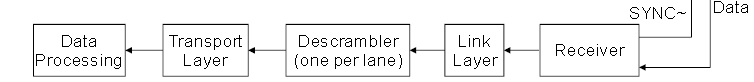 SYNC~
Data
Data
Processing
Transport
Layer
Descrambler
(one per lane)
Link
Layer
Receiver